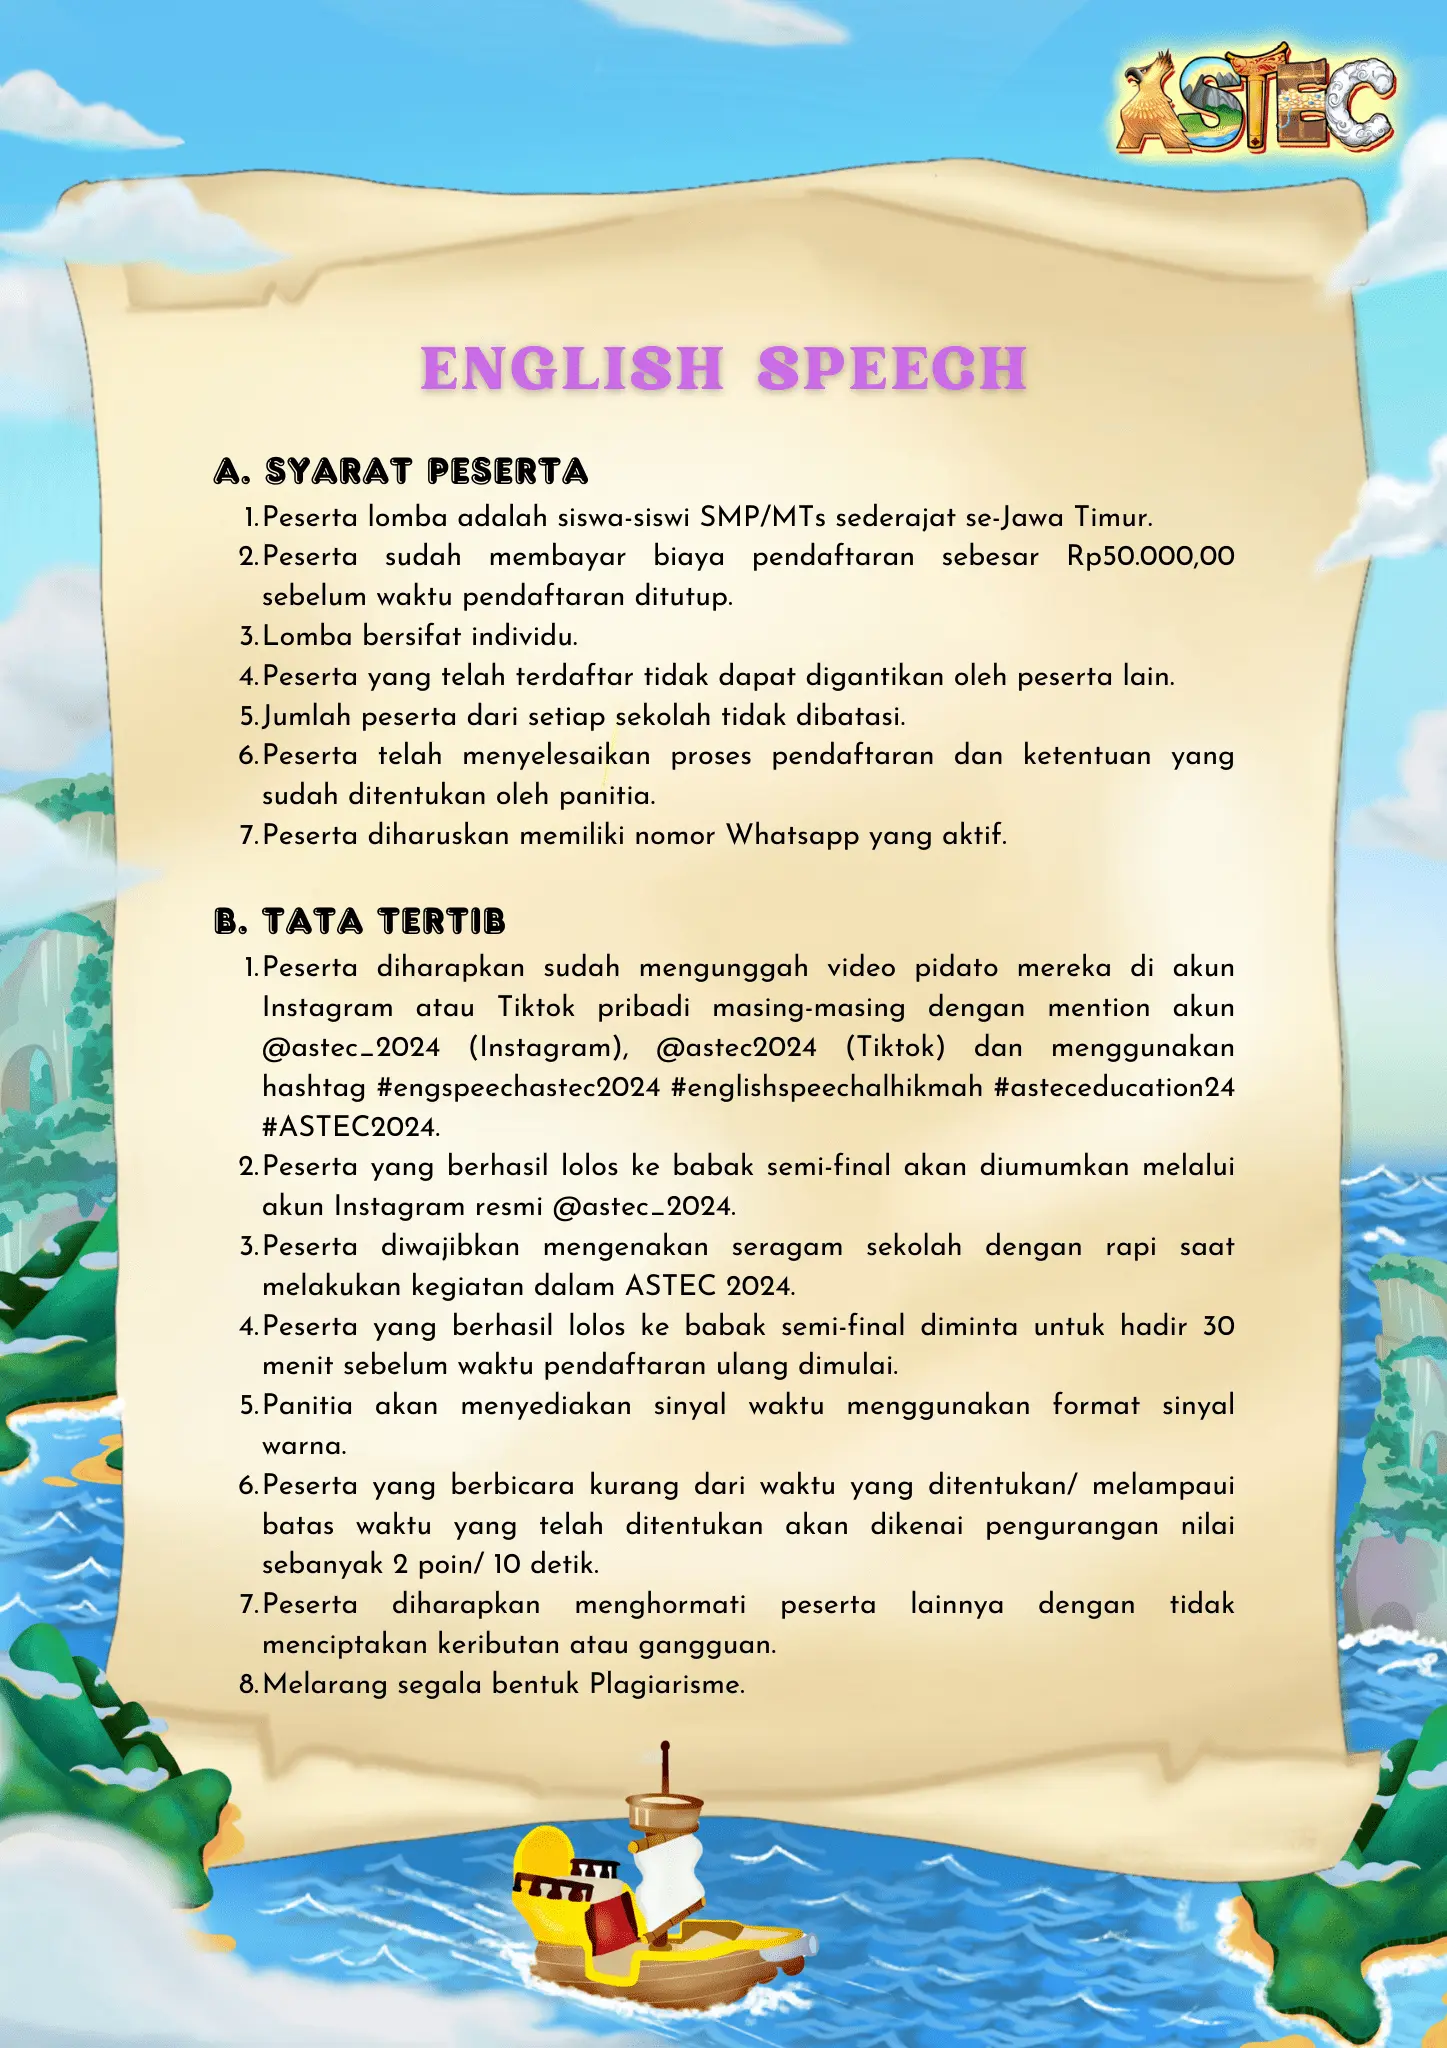 ASTEC
ENGLISH SPEECH
A. SYARAT PESERTA
1. Peserta lomba adalah siswa-siswi SMP/MTs sederajat se-Jawa Timur.
2. Peserta sudah membayar biaya pendaftaran sebesar Rp50.000,00
sebelum waktu pendaftaran ditutup.
3. Lomba bersifat individu.
4. Peserta yang telah terdaftar tidak dapat digantikan oleh peserta lain.
5. Jumlah peserta dari setiap sekolah tidak dibatasi.
6. Peserta telah menyelesaikan proses pendaftaran dan ketentuan yang
sudah ditentukan oleh panitia.
7. Peserta diharuskan memiliki nomor Whatsapp yang aktif.
B. TATA TERTIB
1. Peserta diharapkan sudah mengunggah video pidato mereka di akun
Instagram atau Tiktok pribadi masing-masing dengan mention akun
@astec_2024 (Instagram), @astec2024 (Tiktok) dan menggunakan
hashtag #engspeechastec2024 #englishspeechalhikmah #asteceducation24
#ASTEC2024.
2. Peserta yang berhasil lolos ke babak semi-final akan diumumkan melalui
akun Instagram resmi @astec_2024.
3. Peserta diwajibkan mengenakan seragam sekolah dengan rapi saat
melakukan kegiatan dalam ASTEC 2024.
4. Peserta yang berhasil lolos ke babak semi-final diminta untuk hadir 30
menit sebelum waktu pendaftaran ulang dimulai.
5. Panitia akan menyediakan sinyal waktu menggunakan format sinyal
warna.
6. Peserta yang berbicara kurang dari waktu yang ditentukan/ melampaui
batas waktu yang telah ditentukan akan dikenai pengurangan nilai
sebanyak 2 poin/ 10 detik.
7. Peserta diharapkan menghormati peserta lainnya dengan tidak
menciptakan keributan atau gangguan.
8. Melarang segala bentuk Plagiarisme.